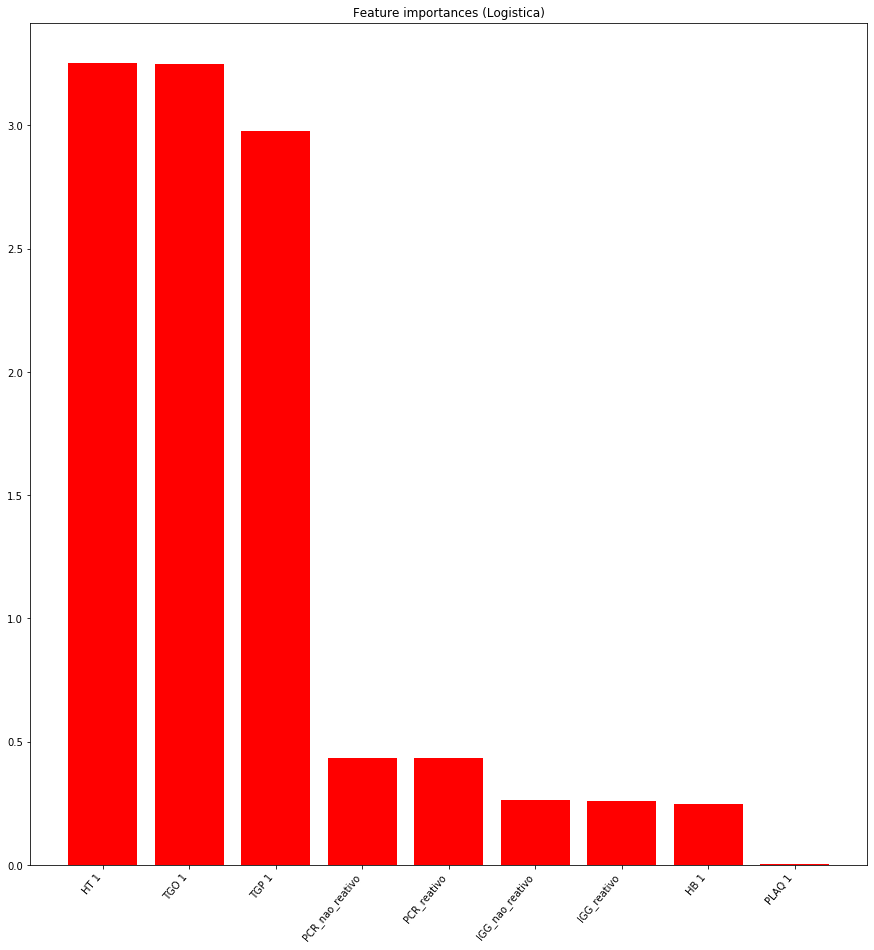 Feature importances (Logistica)
3.0
2.5
2.0
1.5
1.0
0.5
0.0
HT 1
TGO 1
TGP 1
PCR_nao_reativo
PCR_reativo
IGG_nao_reativo
IGG_reativo
HB 1
PLAQ 1